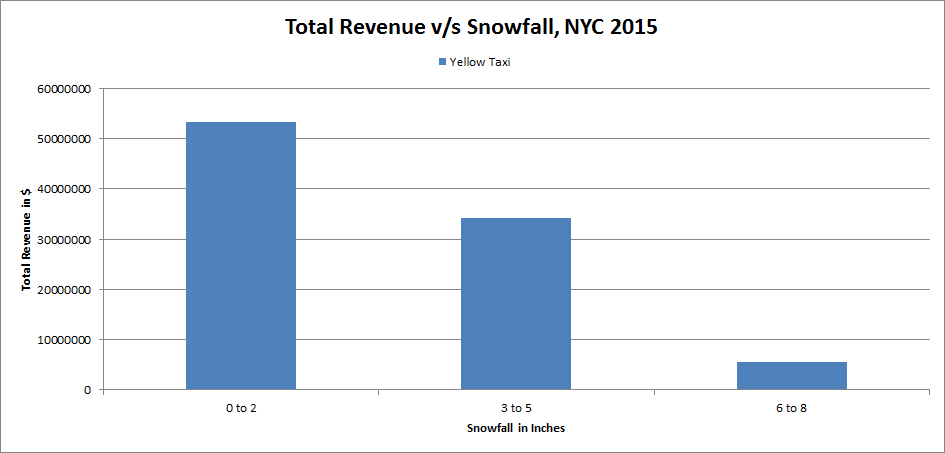 Total Revenue v/s Snowfall, NYC 2015
Yellow Taxi
60000000
50000000
40000000
30000000
20000000
10000000
0
Total Revenue in $
0 to 2
3 to 5
6 to 8
Snowfall in Inches